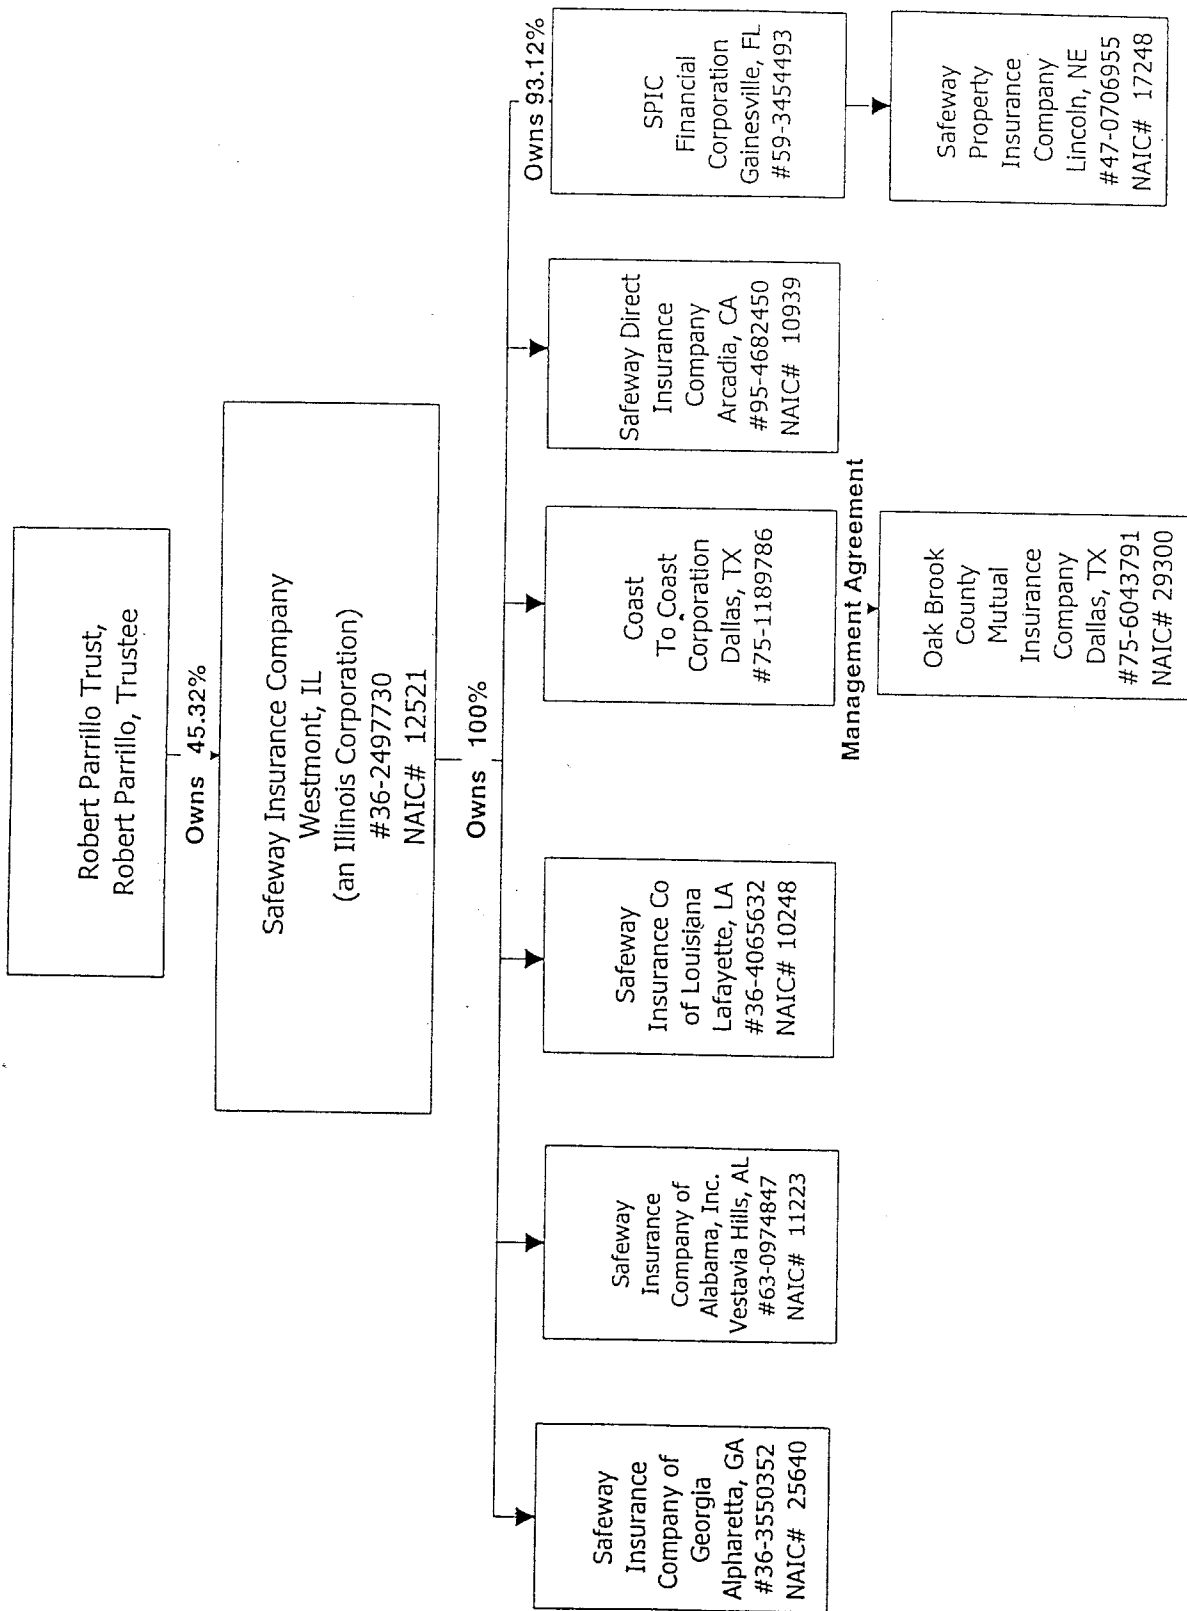 Robert Parrillo Trust,
Robert Parrillo, Trustee
Owns 45.32%
Safeway Insurance Company
Westmont, IL
(an Illinois Corporation)
#36-2497730
NAIC# 12521
Owns 100%
Owns 93.12%
Safeway
Insurance
Company of
Georgia
Alpharetta, GA
#36-3550352
NAIC# 25640
Safeway
Insurance
Company of
Alabama, Inc.
Vestavia Hills, AL
#63-0974847
NAIC# 11223
Safeway
Insurance Co
of Louisiana
Lafayette, LA
#36-4065632
NAIC# 10248
Coast
To Coast
Corporation
Dallas, TX
#75-1189786
Safeway Direct
Insurance
Company
Arcadia, CA
#95-4682450
NAIC# 10939
SPIC
Financial
Corporation
Gainesville, FL
#59-3454493
Management Agreement
Oak Brook
County
Mutual
Insurance
Company
Dallas, TX
#75-6043791
NAIC# 29300
Safeway
Property
Insurance
Company
Lincoln, NE
#47-0706955
NAIC# 17248